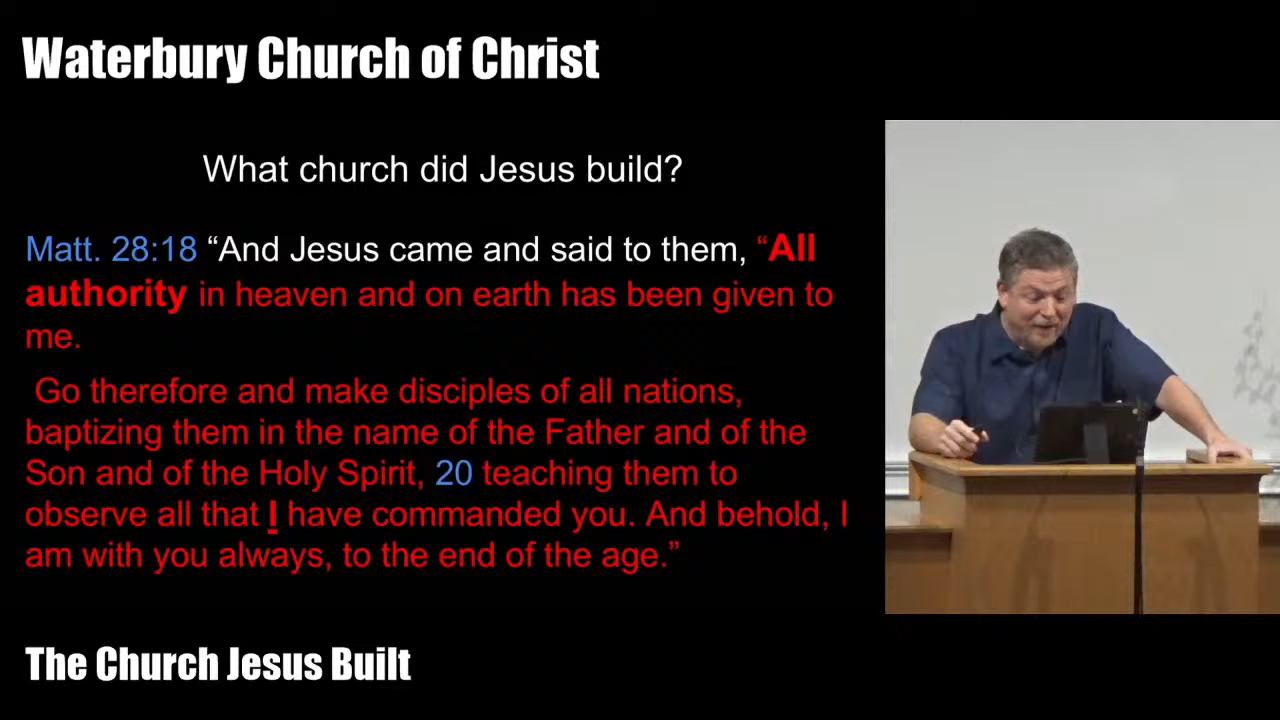 Waterbury Church of Christ
What church did Jesus build?
Matt. 28:18 “And Jesus came and said to them, “All
authority in heaven and on earth has been given to
me.
Go therefore and make disciples of all nations,
baptizing them in the name of the Father and of the
Son and of the Holy Spirit, 20 teaching them to
observe all that I have commanded you. And behold, I
am with you always, to the end of the age.”
The Church Jesus Built